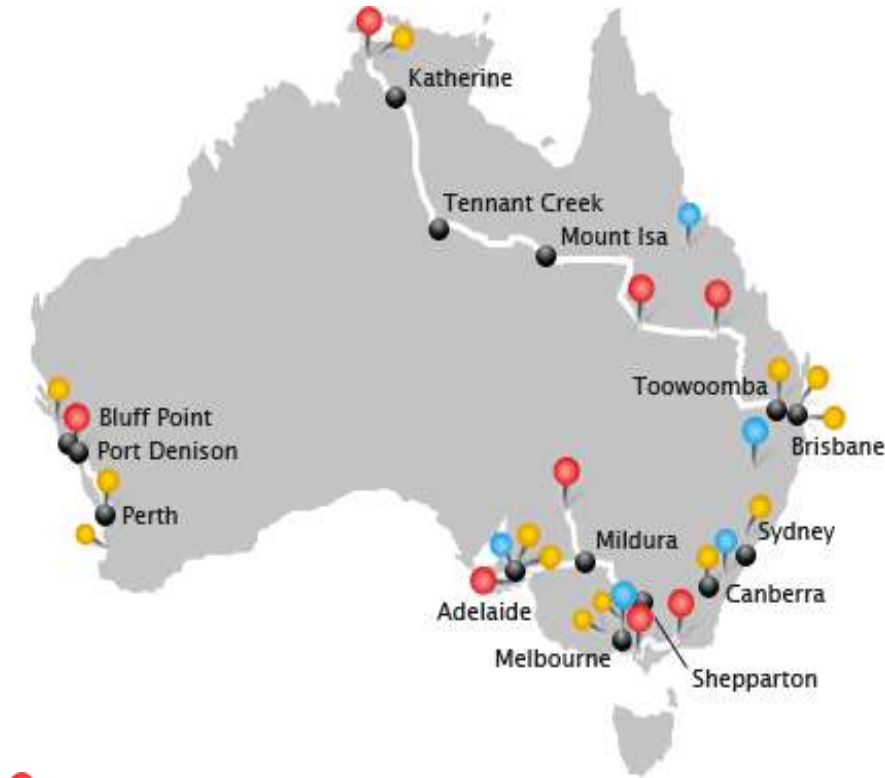 Katherine
Tennant Creek
Mount Isa
Toowoomba
Bluff Point
Brisbane
Port Denison
Perth
Sydney
Mildura
Canberra
Adelaide
Melbourne
Shepparton